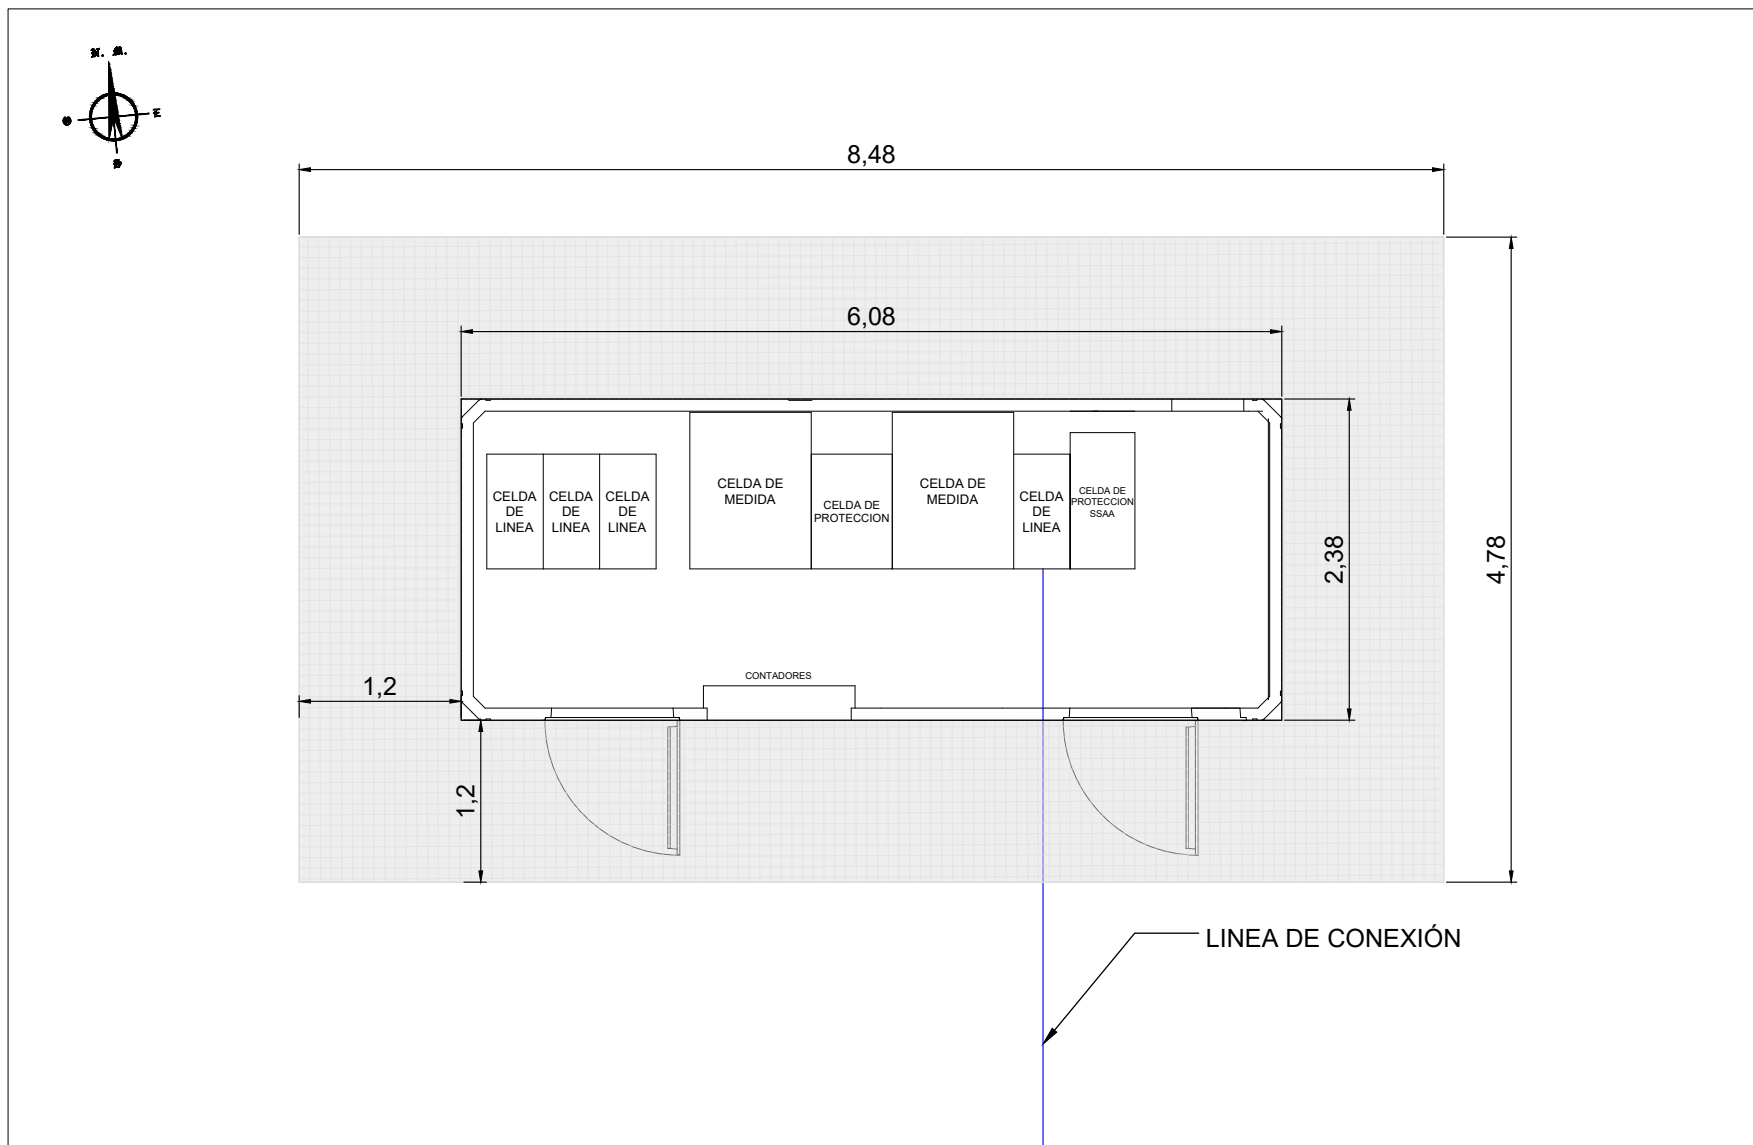 N. M.
O
E
S
8,48
6,08
CELDA
DE
LINEA
CELDA
DE
LINEA
CELDA
DE
LINEA
CELDA DE
MEDIDA
CELDA DE
PROTECCION
CELDA DE
MEDIDA
CELDA
DE
LINEA
CELDA DE
PROTECCION
SSAA
2,38
4,78
CONTADORES
1,2
1,2
LINEA DE CONEXIÓN